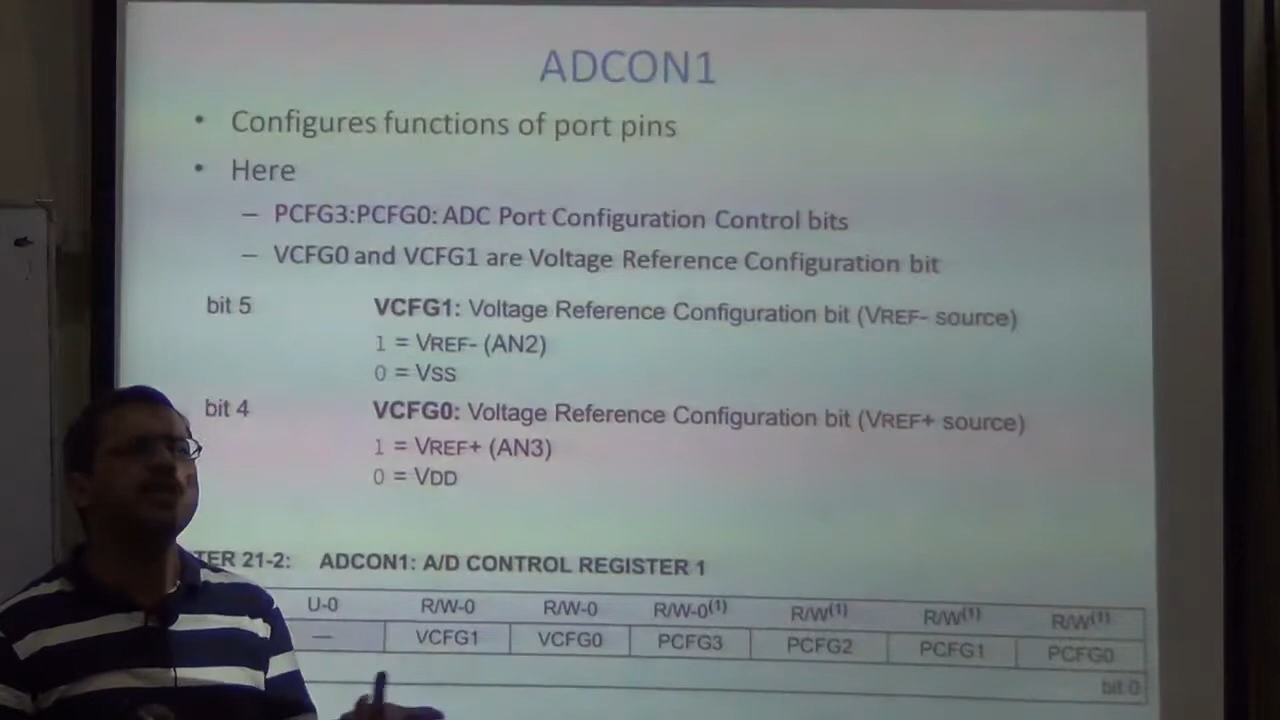 ADCON1
• Configures functions of port pins
• Here
– PCFG3:PCFG0: ADC Port Configuration Control bits
– VCFG0 and VCFG1 are Voltage Reference Configuration bit
bit 5 VCFG1: Voltage Reference Configuration bit (VREF- source)
1 = VREF- (AN2)
0 = VSS
bit 4 VCFG0: Voltage Reference Configuration bit (VREF+ source)
1 = VREF+ (AN3)
0 = VDD
TER 21-2: ADCON1: A/D CONTROL REGISTER 1
U-0 R/W-0 R/W-0 R/W-0(1) R/W(1) R/W(1) R/W(1)
— VCFG1 VCFG0 PCFG3 PCFG2 PCFG1 PCFG0
bit 0